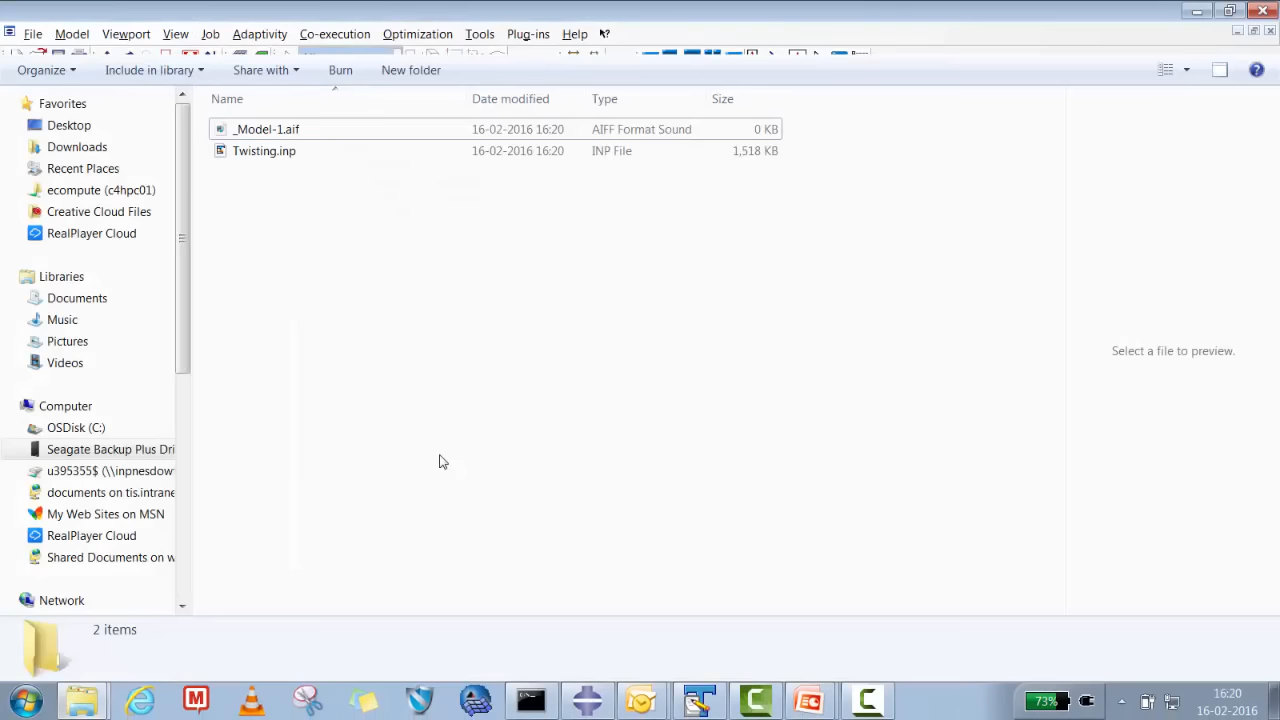 File Model Viewport View Job Adaptivity Co-execution Optimization Tools Plug-ins Help
Organize Include in library Share with Burn New folder
Name Date modified Type Size
_Model-1.aif 16-02-2016 16:20 AIFF Format Sound 0 KB
Twisting.inp 16-02-2016 16:20 INP File 1,518 KB
Favorites
Desktop
Downloads
Recent Places
ecompute (c4hpc01)
Creative Cloud Files
RealPlayer Cloud
Libraries
Documents
Music
Pictures
Videos
Computer
OSDisk (C:)
Seagate Backup Plus Dri
u395355$ (\\inpnesdow
documents on tis.intrane
My Web Sites on MSN
RealPlayer Cloud
Shared Documents on w
Network
Select a file to preview.
2 items
73%
16:20
16-02-2016